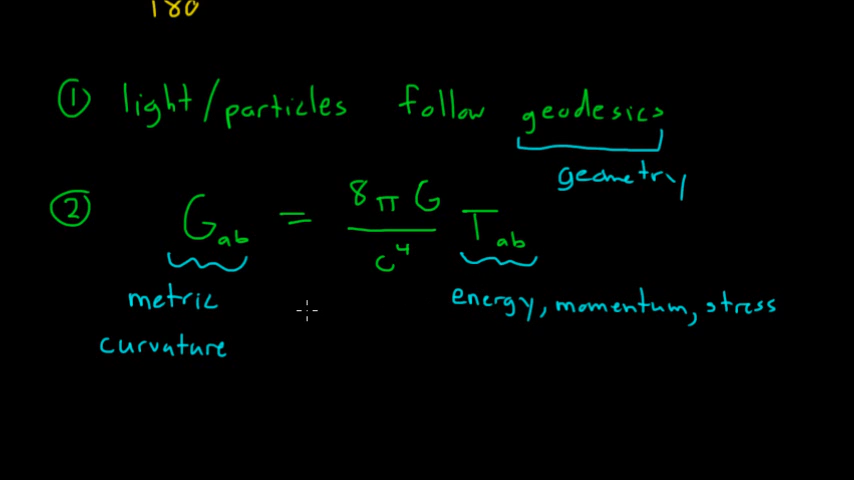 180
① light/particles follow geodesics
geometry
② G_ab = 8πG/c⁴ T_ab
metric energy, momentum, stress
curvature